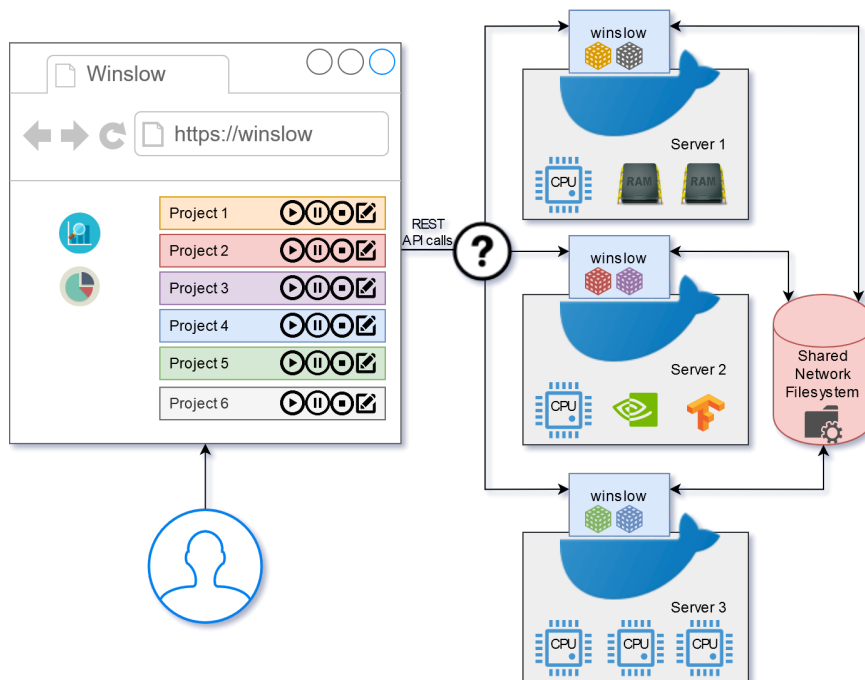 Winslow
https://winslow
Project 1
Project 2
Project 3
Project 4
Project 5
Project 6
REST
API calls
?
winslow
Server 1
CPU
RAM
RAM
winslow
Server 2
CPU
winslow
Server 3
CPU
CPU
CPU
Shared
Network
Filesystem